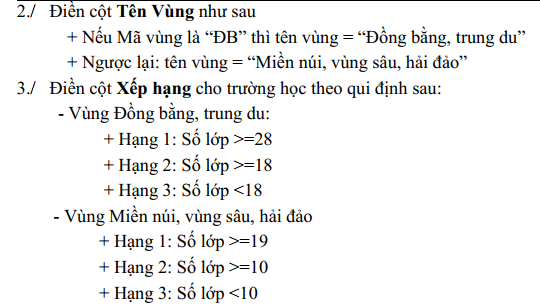 2./ Điền cột Tên Vùng như sau
+ Nếu Mã vùng là “ĐB” thì tên vùng = “Đồng bằng, trung du”
+ Ngược lại: tên vùng = “Miền núi, vùng sâu, hải đảo”
3./ Điền cột Xếp hạng cho trường học theo qui định sau:
- Vùng Đồng bằng, trung du:
+ Hạng 1: Số lớp >=28
+ Hạng 2: Số lớp >=18
+ Hạng 3: Số lớp <18
- Vùng Miền núi, vùng sâu, hải đảo
+ Hạng 1: Số lớp >=19
+ Hạng 2: Số lớp >=10
+ Hạng 3: Số lớp <10